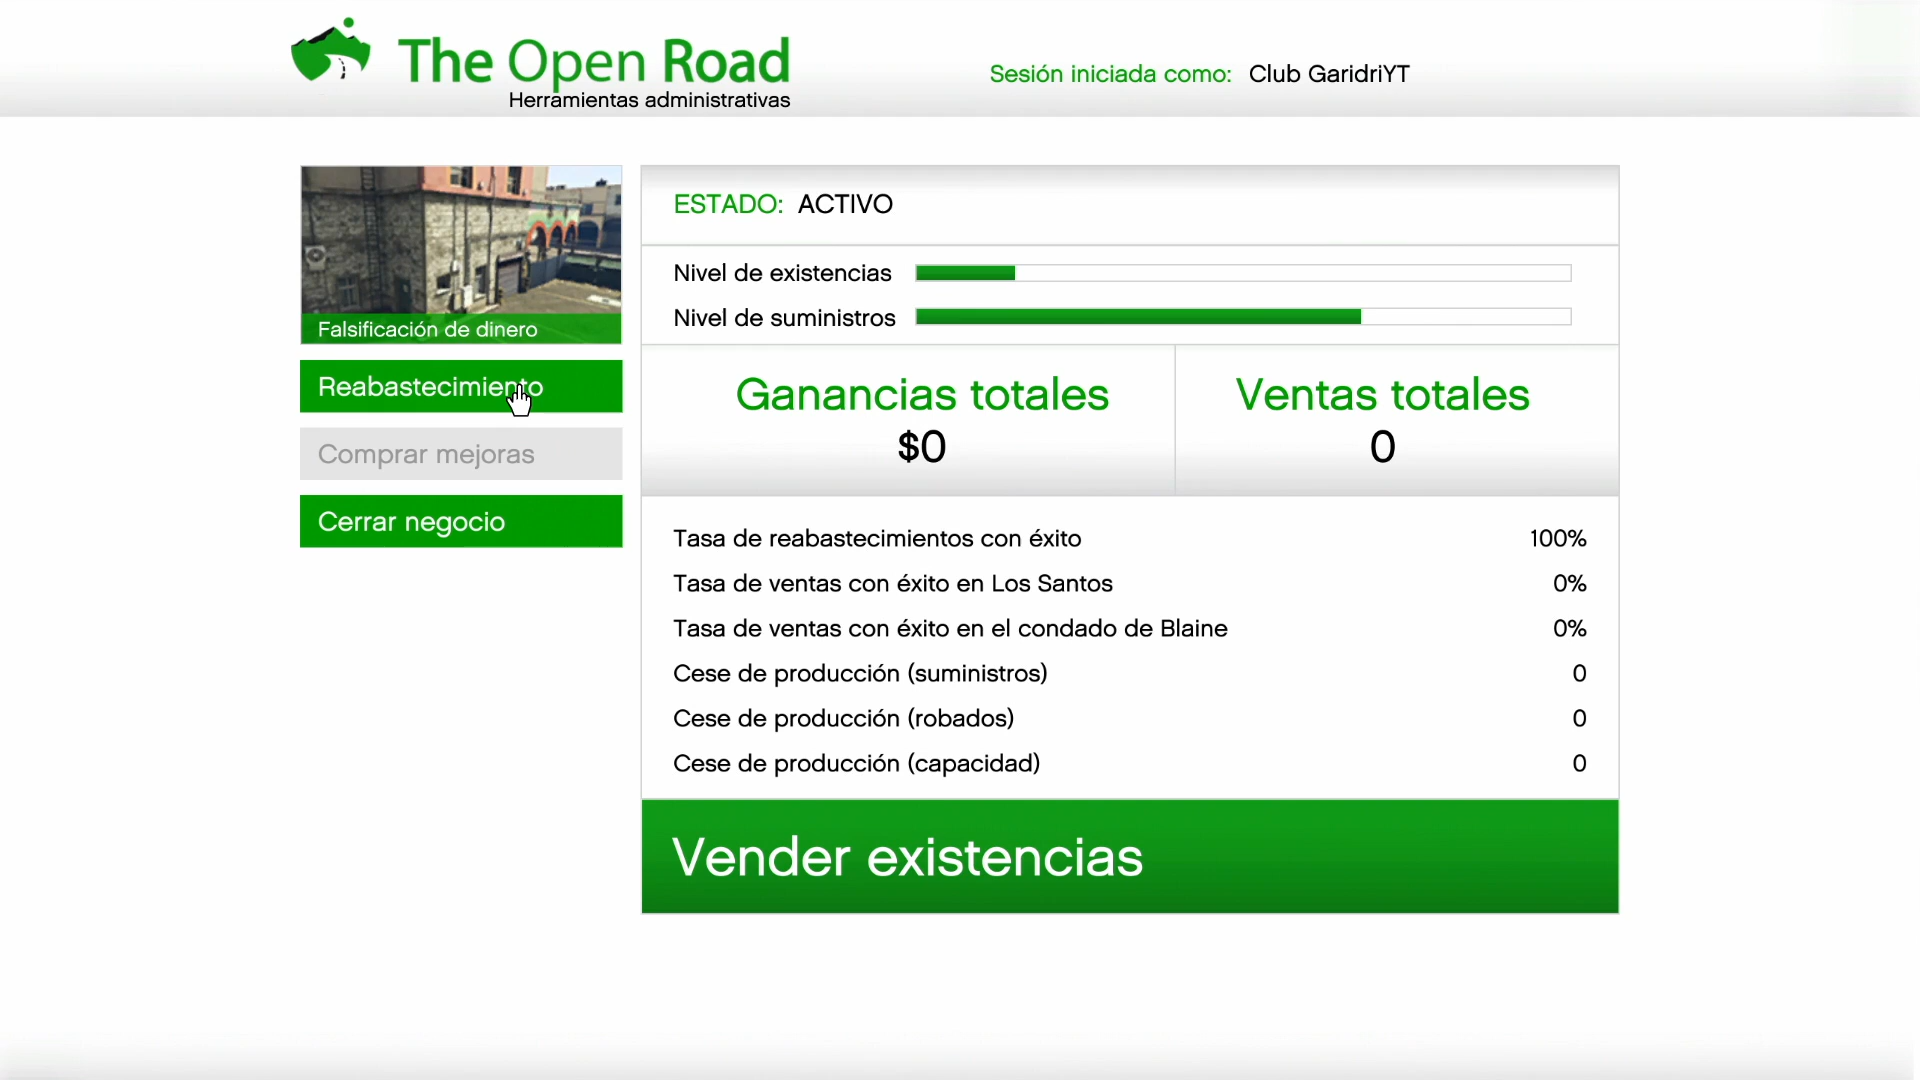 The Open Road
Herramientas administrativas
Sesión iniciada como: Club GaridriYT
Falsificación de dinero
Reabastecimiento
Comprar mejoras
Cerrar negocio
ESTADO: ACTIVO
Nivel de existencias
Nivel de suministros
Ganancias totales
$0
Ventas totales
0
Tasa de reabastecimientos con éxito 100%
Tasa de ventas con éxito en Los Santos 0%
Tasa de ventas con éxito en el condado de Blaine 0%
Cese de producción (suministros) 0
Cese de producción (robados) 0
Cese de producción (capacidad) 0
Vender existencias